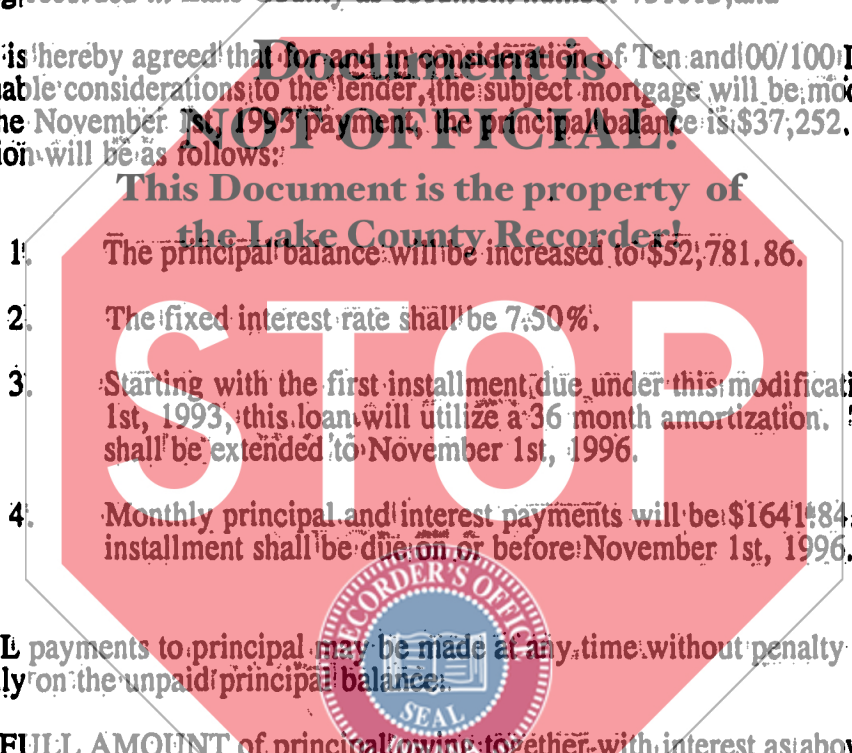 is hereby agreed that for and in consideration of Ten and 00/100
Document is
considerations to the lender, the subject mortgage will be
November 1st, 1993 payment, the principal balance is $37,252.
NOT OFFICIAL!
will be as follows:
This Document is the property of
the Lake County Recorder!
1. The principal balance will be increased to $52,781.86.
2. The fixed interest rate shall be 7.50%.
3. Starting with the first installment due under this
1st, 1993, this loan will utilize a 36 month amortization.
shall be extended to November 1st, 1996.
STOP
4. Monthly principal and interest payments will be $1641.84
installment shall be due on or before November 1st, 1996.
RECORDER'S OFFICE
payments to principal may be made at any time without penalty
on the unpaid principal balance.
SEAL
FULL AMOUNT of principal owing together with interest as